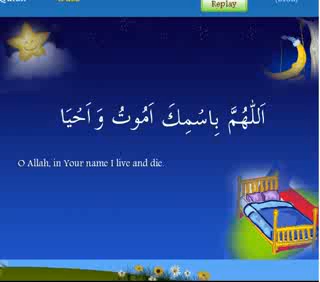 Replay
اَللّٰهُمَّ بِاسْمِكَ اَمُوتُ وَ اَحْيَا
O Allah, in Your name I live and die.